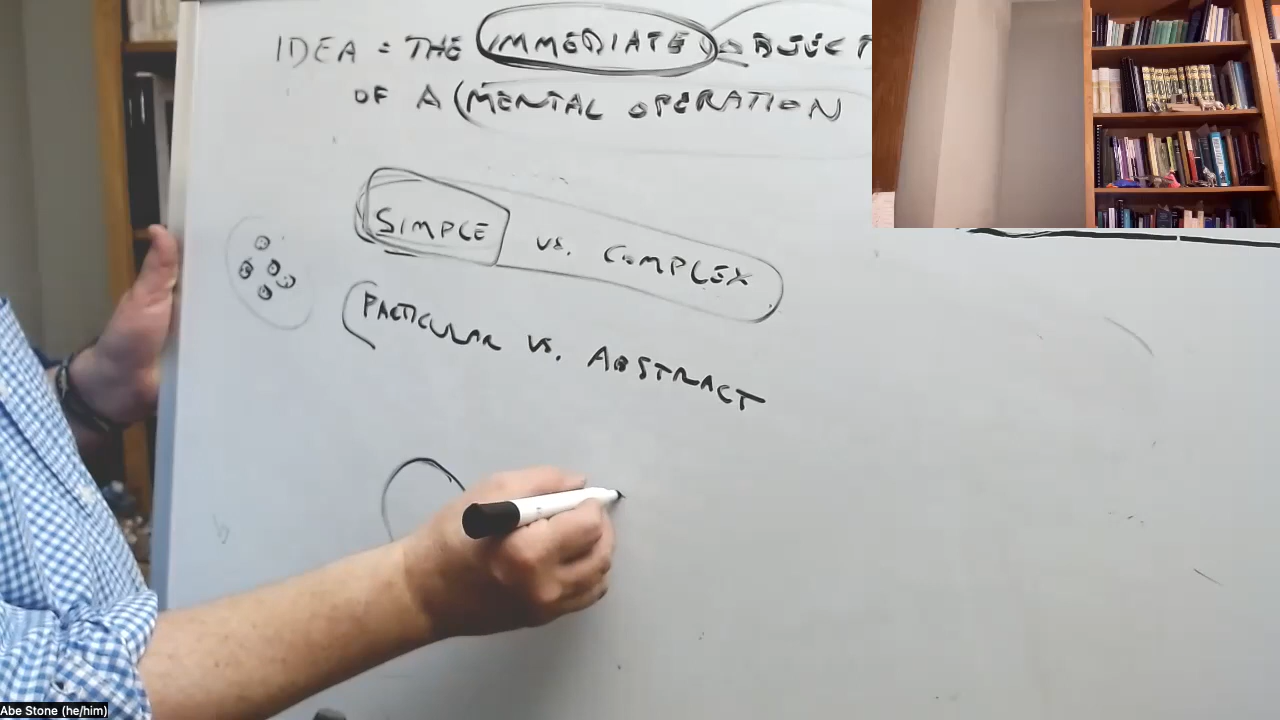 IDEA = THE IMMEDIATE OBJECT
OF A (MENTAL OPERATION
SIMPLE vs. COMPLEX
PARTICULAR vs. ABSTRACT
Abe Stone (he/him)